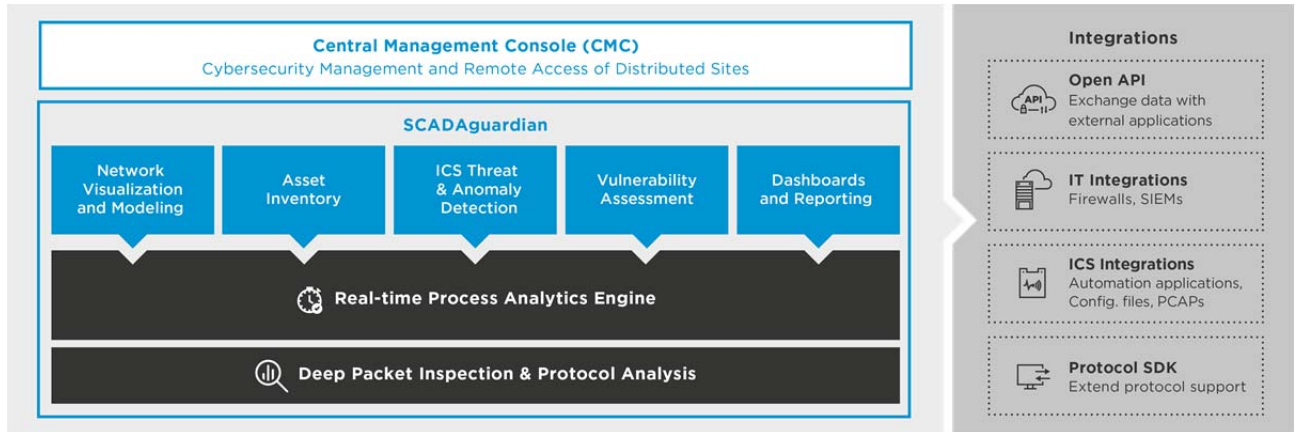 Central Management Console (CMC)
Cybersecurity Management and Remote Access of Distributed Sites
SCADAguardian
Network
Visualization
and Modeling
Asset
Inventory
ICS Threat
& Anomaly
Detection
Vulnerability
Assessment
Dashboards
and Reporting
Real-time Process Analytics Engine
Deep Packet Inspection & Protocol Analysis
Integrations
API
Open API
Exchange data with
external applications
IT Integrations
Firewalls, SIEMs
ICS Integrations
Automation applications,
Config. files, PCAPs
Protocol SDK
Extend protocol support